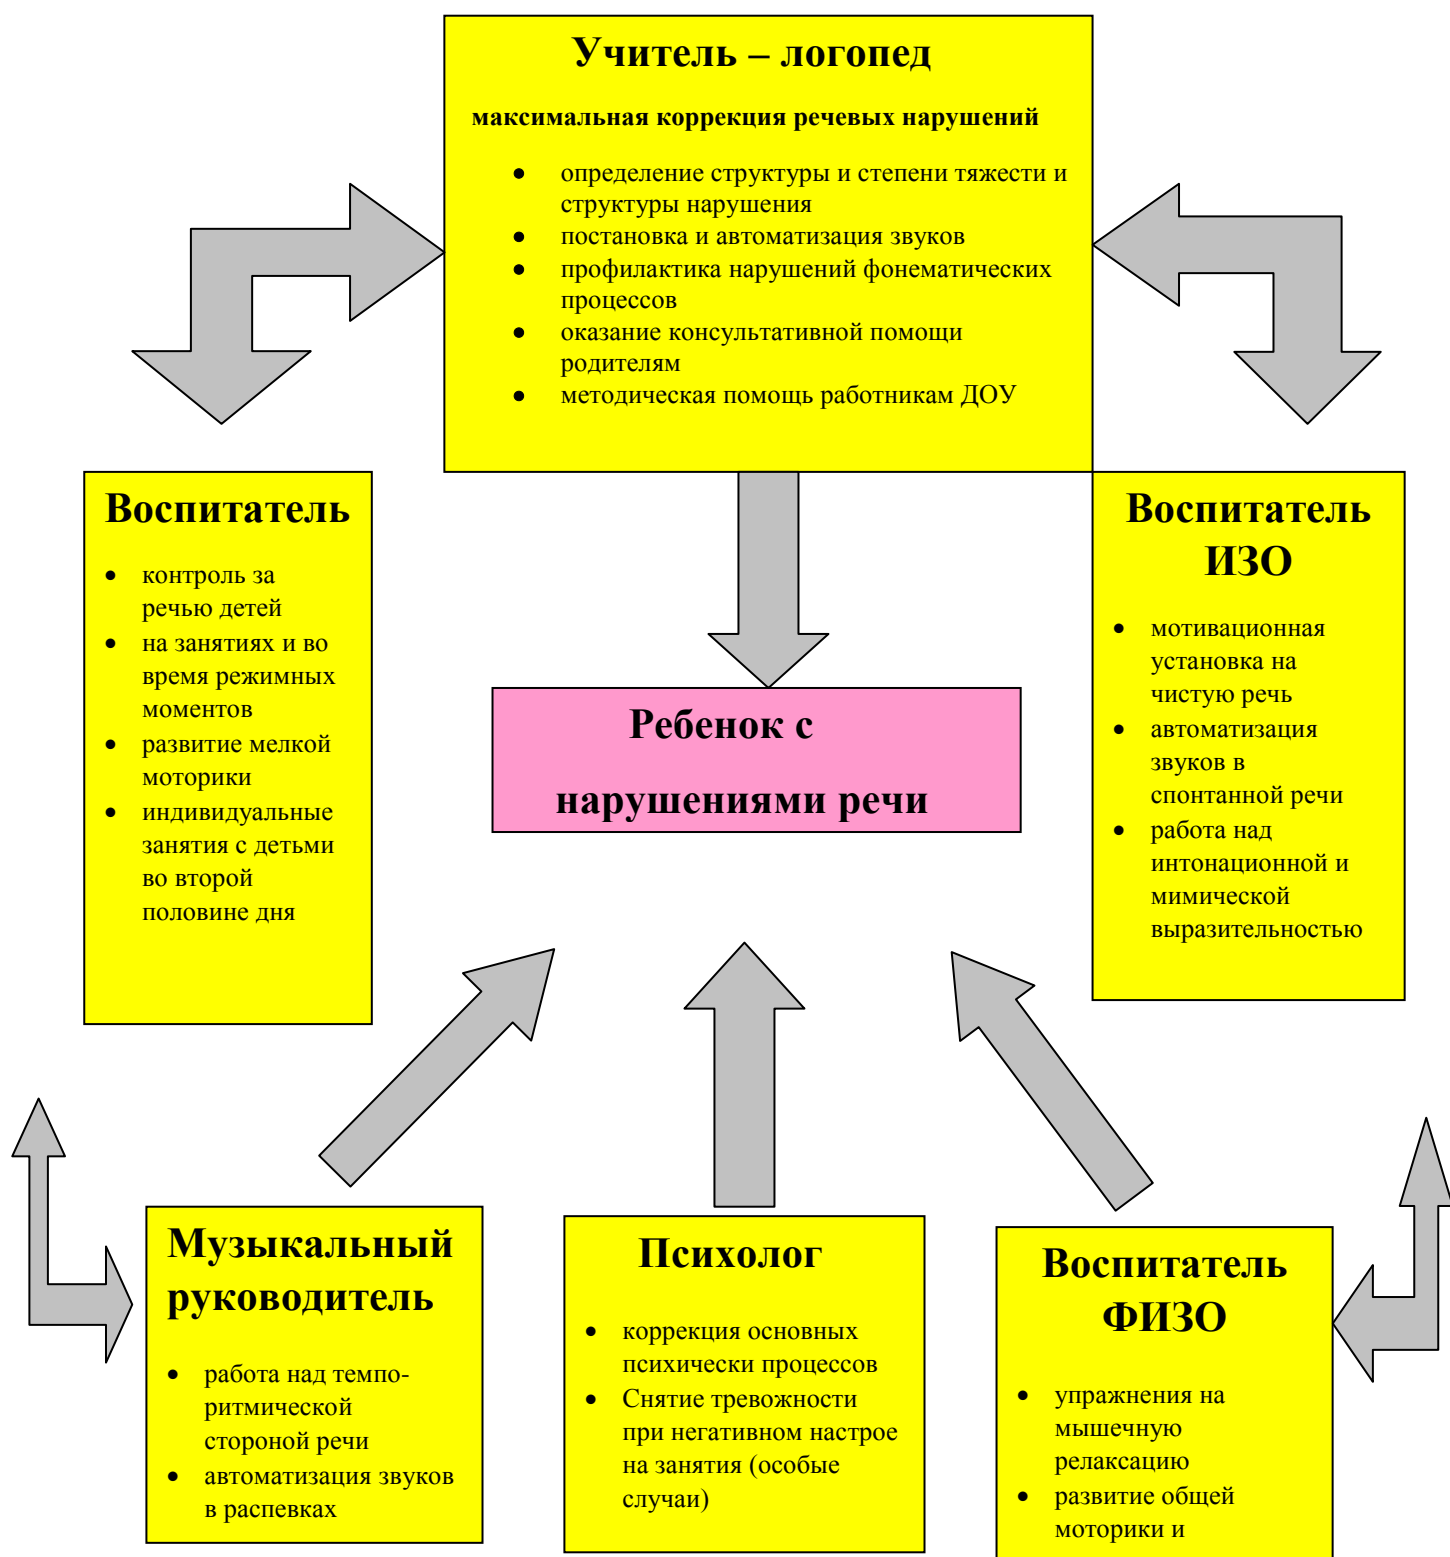 Учитель – логопед
максимальная коррекция речевых нарушений
• определение структуры и степени тяжести и
структуры нарушения
• постановка и автоматизация звуков
• профилактика нарушений фонематических
процессов
• оказание консультативной помощи
родителям
• методическая помощь работникам ДОУ
Воспитатель
• контроль за
речью детей
• на занятиях и во
время режимных
моментов
• развитие мелкой
моторики
• индивидуальные
занятия с детьми
во второй
половине дня
Воспитатель
ИЗО
• мотивационная
установка на
чистую речь
• автоматизация
звуков в
спонтанной речи
• работа над
интонационной и
мимической
выразительностью
Ребенок с
нарушениями речи
Музыкальный
руководитель
• работа над темпо-
ритмической
стороной речи
• автоматизация звуков
в распевках
Психолог
• коррекция основных
психически процессов
• Снятие тревожности
при негативном настрое
на занятия (особые
случаи)
Воспитатель
ФИЗО
• упражнения на
мышечную
релаксацию
• развитие общей
моторики и